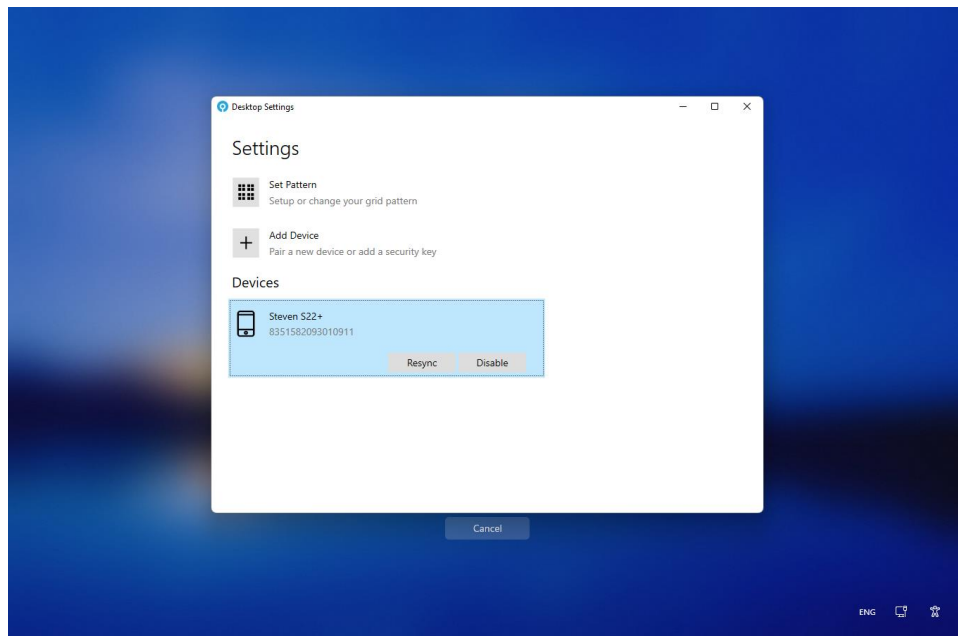 Desktop Settings
Settings
Set Pattern
Setup or change your grid pattern
Add Device
Pair a new device or add a security key
Devices
Steven S22+
8351582093010911
Resync Disable
Cancel
ENG